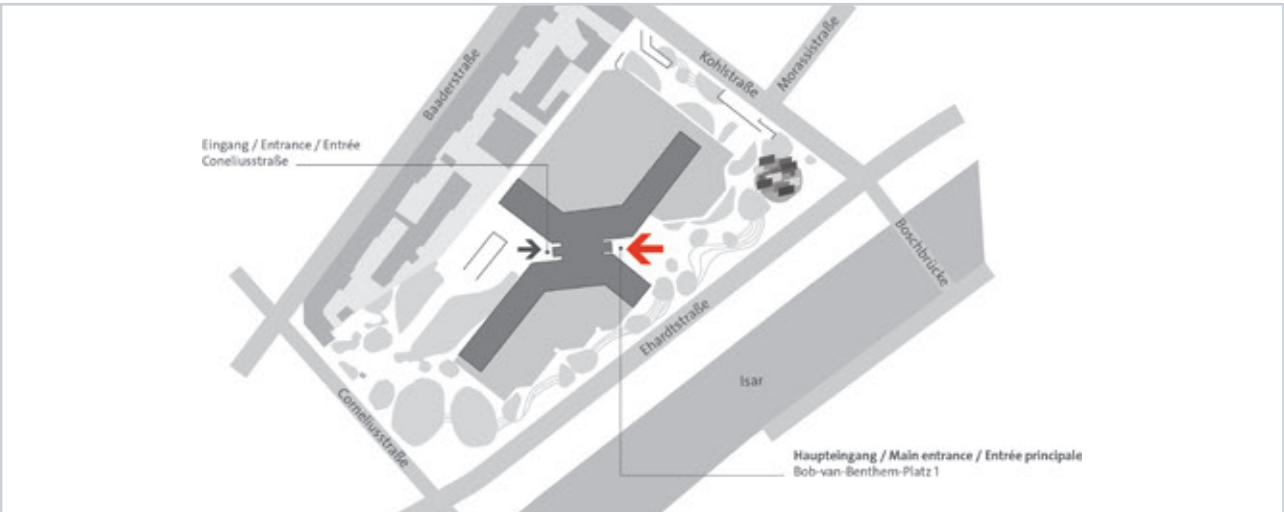 Baaderstraße
Kohlstraße
Morassistraße
Eingang / Entrance / Entrée
Coneliusstraße
Boschbrücke
Ehardtstraße
Isar
Corneliusstraße
Haupteingang / Main entrance / Entrée principale
Bob-van-Benthem-Platz 1